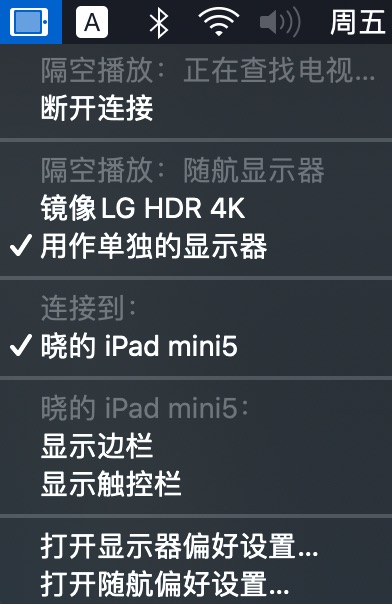 A 周五
隔空播放：正在查找电视...
断开连接
隔空播放：随航显示器
镜像LG HDR 4K
用作单独的显示器
连接到：
晓的 iPad mini5
晓的 iPad mini5：
显示边栏
显示触控栏
打开显示器偏好设置...
打开随航偏好设置...